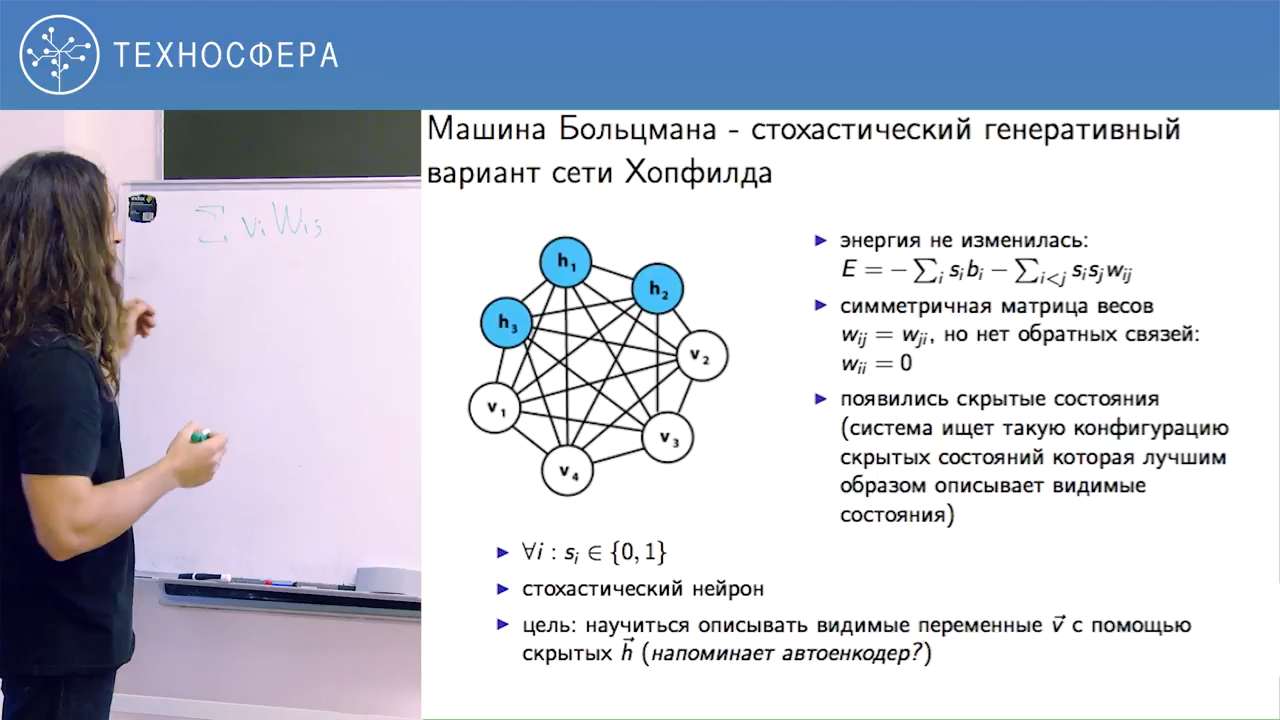 ТЕХНОСФЕРА
∑ vᵢ Wᵢⱼ
Машина Больцмана - стохастический генеративный
вариант сети Хопфилда
h₁
h₂
h₃
v₂
v₁
v₃
v₄
▶ энергия не изменилась:
E = − ∑ᵢ sᵢbᵢ − ∑ᵢ<ⱼ sᵢsⱼwᵢⱼ
▶ симметричная матрица весов
wᵢⱼ = wⱼᵢ, но нет обратных связей:
wᵢᵢ = 0
▶ появились скрытые состояния
(система ищет такую конфигурацию
скрытых состояний которая лучшим
образом описывает видимые
состояния)
▶ ∀i : sᵢ ∈ {0, 1}
▶ стохастический нейрон
▶ цель: научиться описывать видимые переменные v⃗ с помощью
скрытых h⃗ (напоминает автоенкодер?)